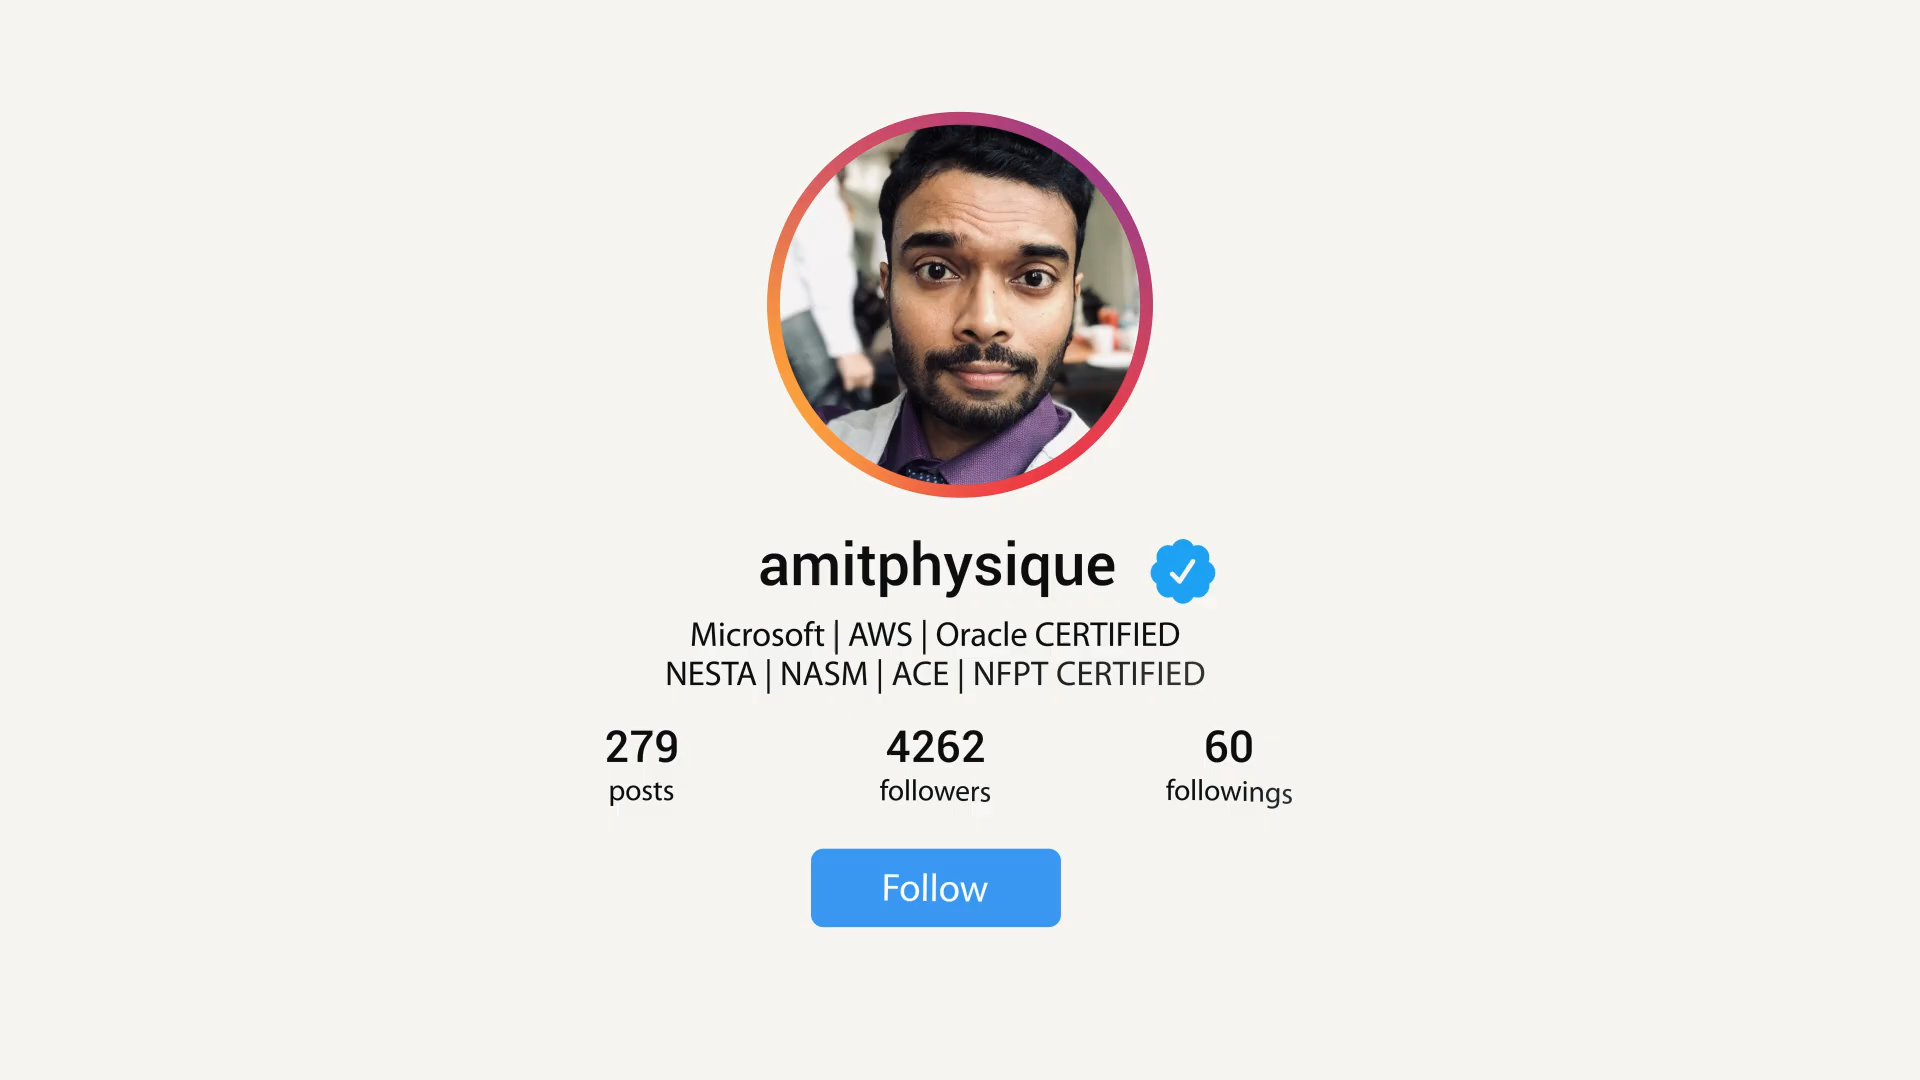 amitphysique
Microsoft | AWS | Oracle CERTIFIED
NESTA | NASM | ACE | NFPT CERTIFIED
279 4262 60
posts followers followings
Follow